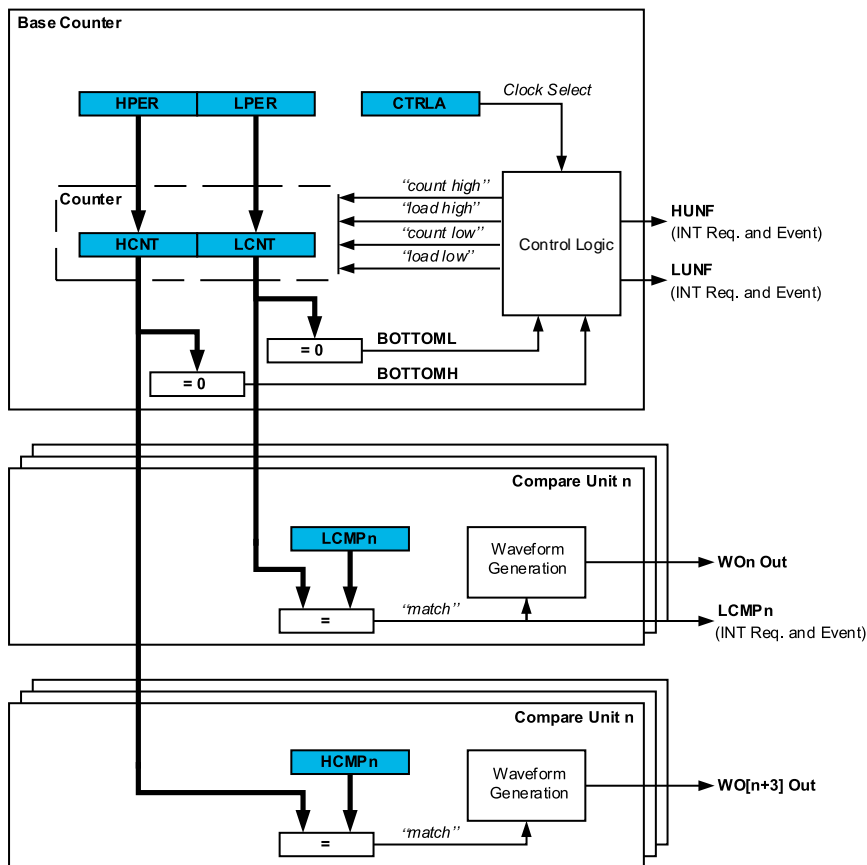 Base Counter
HPER LPER CTRLA
Clock Select
Counter
“count high”
“load high”
“count low”
“load low”
Control Logic
HUNF
(INT Req. and Event)
LUNF
(INT Req. and Event)
HCNT LCNT
= 0
BOTTOML
= 0
BOTTOMH
Compare Unit n
LCMPn
Waveform
Generation
WOn Out
=
“match”
LCMPn
(INT Req. and Event)
Compare Unit n
HCMPn
Waveform
Generation
WO[n+3] Out
=
“match”